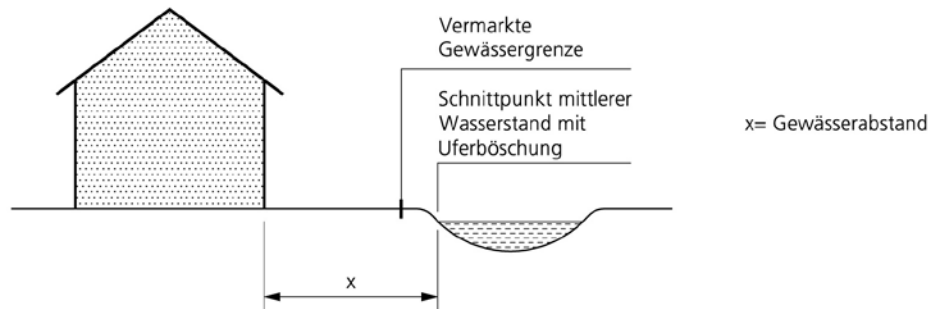 Vermarkte
Gewässergrenze
Schnittpunkt mittlerer
Wasserstand mit
Uferböschung
x= Gewässerabstand
x